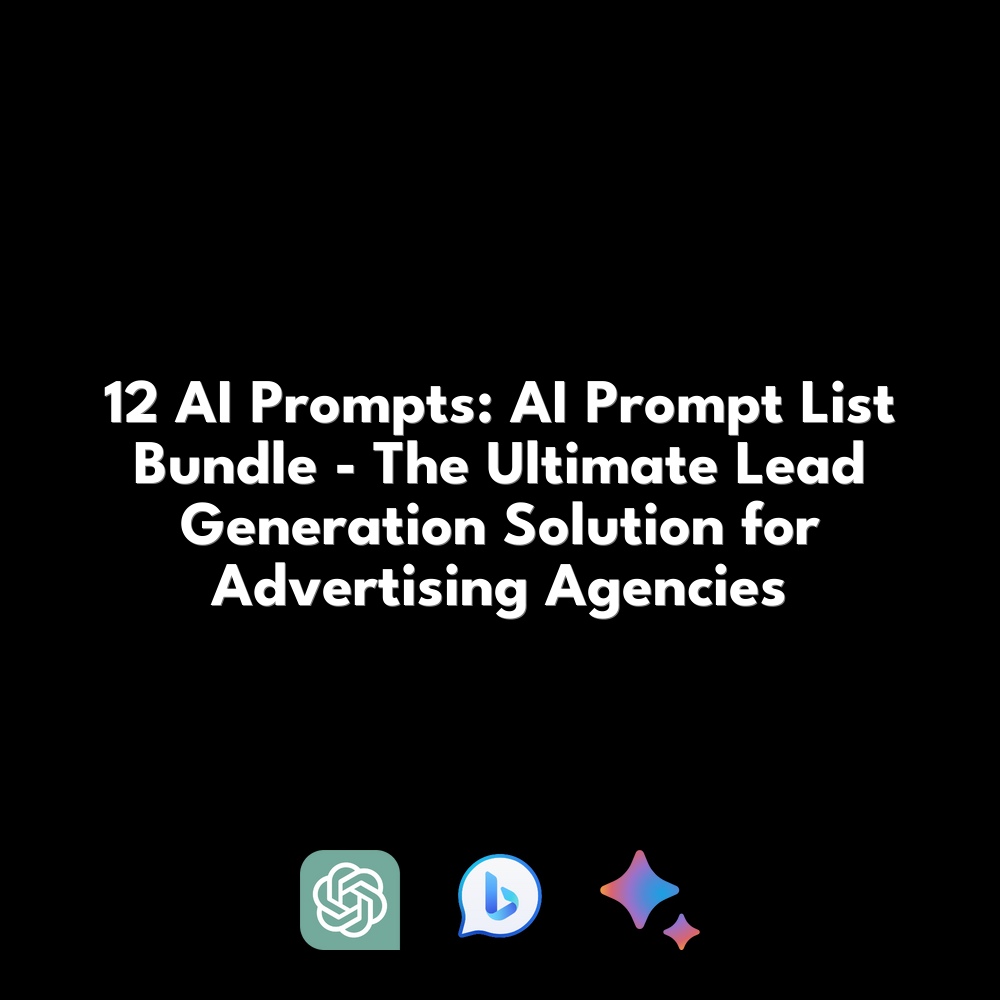 12 AI Prompts: AI Prompt List
Bundle - The Ultimate Lead
Generation Solution for
Advertising Agencies